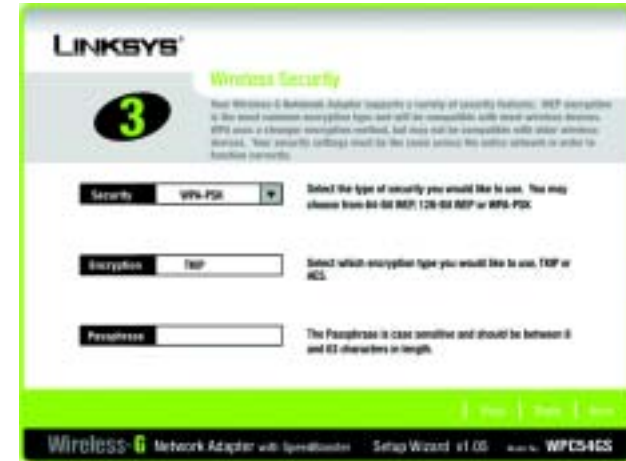 LINKSYS
Wireless Security
3
Your Wireless-G Network Adapter supports a variety of security features. WEP encryption
is the most common encryption type and will be compatible with most wireless devices.
WPA uses a stronger encryption method, but may not be compatible with older wireless
devices. Your security settings must be the same across the entire network in order to
function correctly.
Security WPA-PSK
Select the type of security you would like to use. You may
choose from 64-Bit WEP, 128-Bit WEP or WPA-PSK
Encryption TKIP
Select which encryption type you would like to use, TKIP or
AES.
Passphrase
The Passphrase is case sensitive and should be between 8
and 63 characters in length.
Wireless-G Network Adapter with SpeedBooster Setup Wizard v1.05 WPC54GS